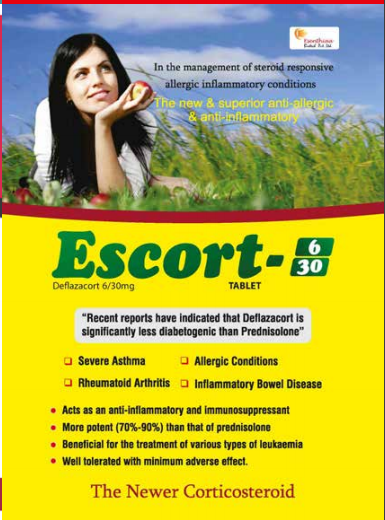 In the management of steroid responsive
allergic inflammatory conditions
The new & superior anti-allergic
& anti-inflammatory
Escort- 6
30
Deflazacort 6/30mg
TABLET
"Recent reports have indicated that Deflazacort is
significantly less diabetogenic than Prednisolone"
Severe Asthma
Allergic Conditions
Rheumatoid Arthritis
Inflammatory Bowel Disease
Acts as an anti-inflammatory and immunosuppressant
More potent (70%-90%) than that of prednisolone
Beneficial for the treatment of various types of leukaemia
Well tolerated with minimum adverse effect.
The Newer Corticosteroid